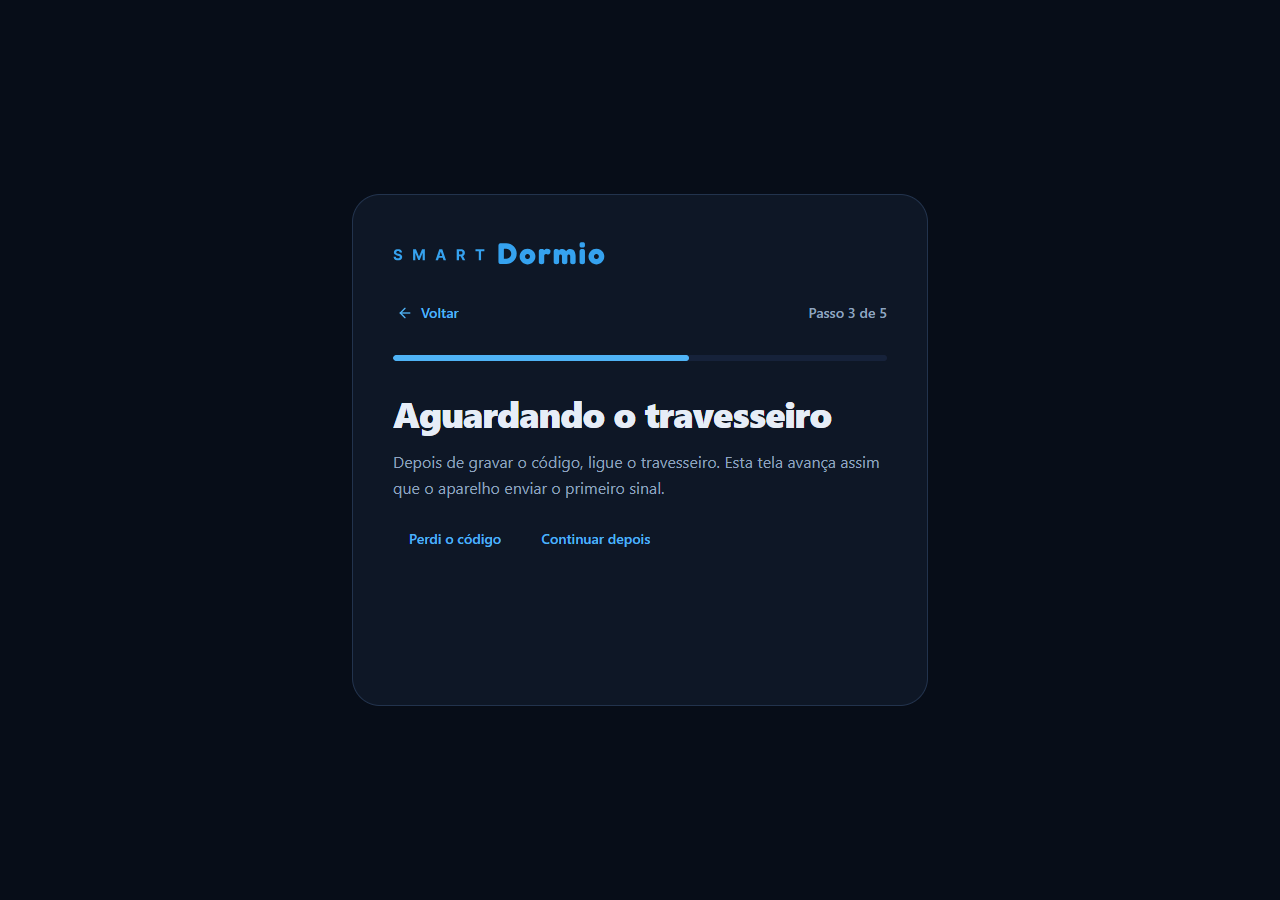 SMART Dormio
Voltar
Passo 3 de 5
Aguardando o travesseiro
Depois de gravar o código, ligue o travesseiro. Esta tela avança assim
que o aparelho enviar o primeiro sinal.
Perdi o código
Continuar depois